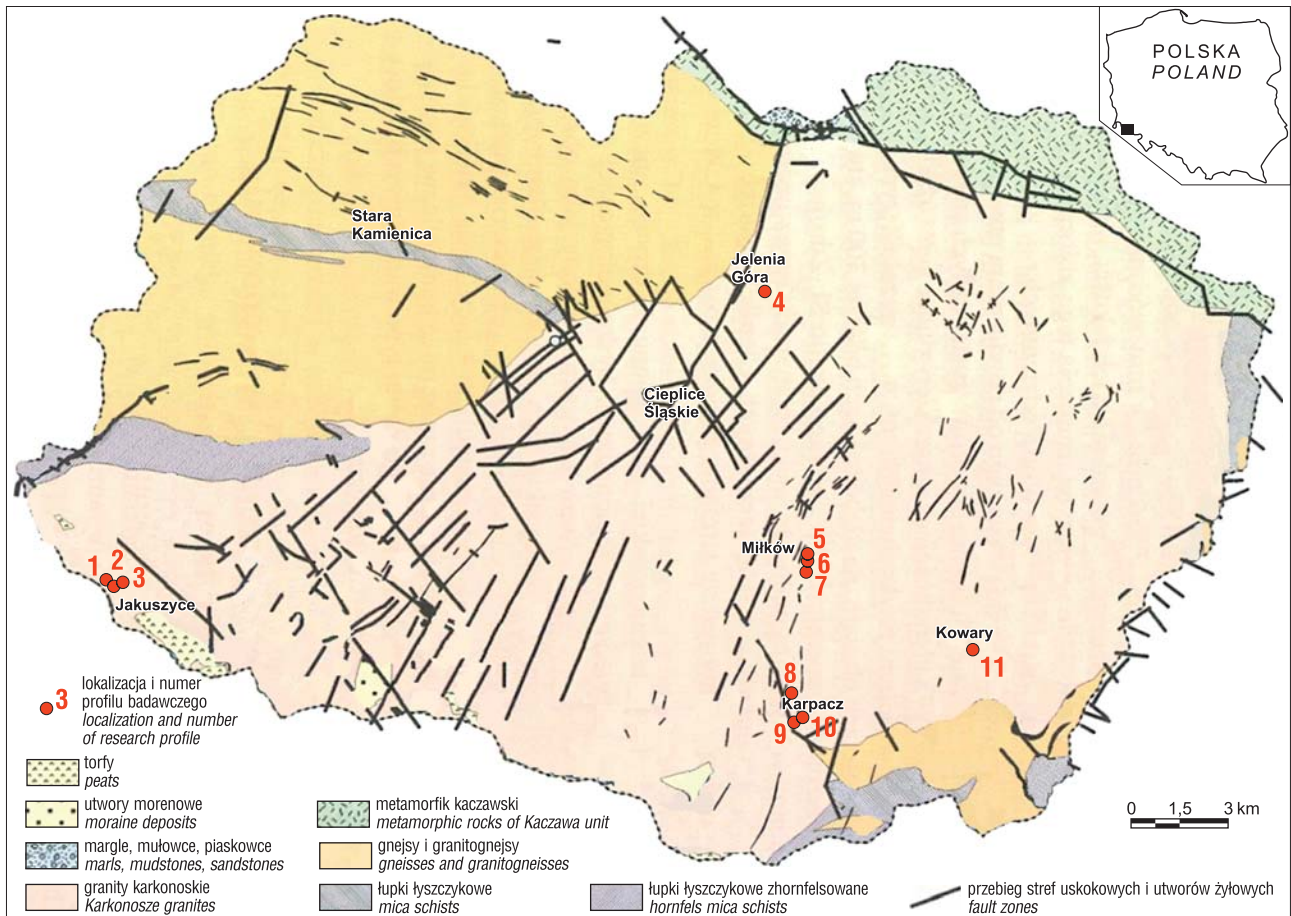 POLSKA
POLAND
Stara
Kamienica
Jelenia
Góra
4
Cieplice
Śląskie
Miłków
5
6
7
1
2
3
Jakuszyce
Kowary
11
8
Karpacz
9
10
3
lokalizacja i numer
profilu badawczego
localization and number
of research profile
torfy
peats
utwory morenowe
moraine deposits
margle, mułowce, piaskowce
marls, mudstones, sandstones
granity karkonoskie
Karkonosze granites
metamorfik kaczawski
metamorphic rocks of Kaczawa unit
gnejsy i granitognejsy
gneisses and granitogneisses
łupki łyszczykowe
mica schists
łupki łyszczykowe zhornfelsowane
hornfels mica schists
przebieg stref uskokowych i utworów żyłowych
fault zones
0 1,5 3 km